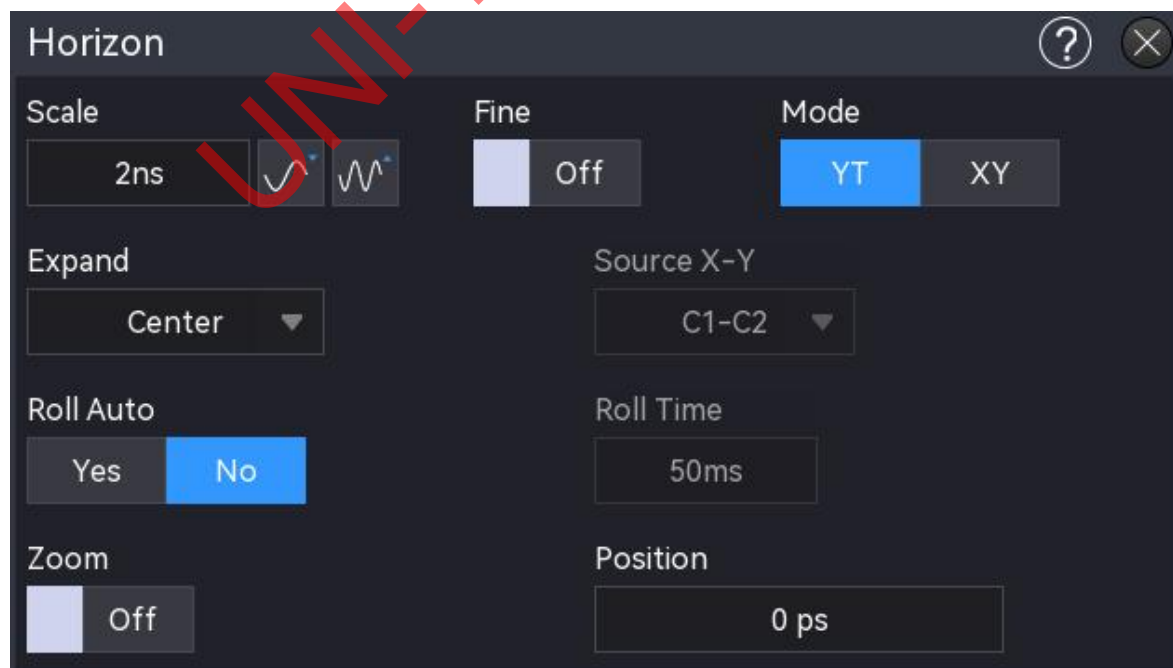 Horizon
Scale Fine Mode
2ns Off YT XY
Expand Source X-Y
Center C1-C2
Roll Auto Roll Time
Yes No 50ms
Zoom Position
Off 0 ps
UNI-